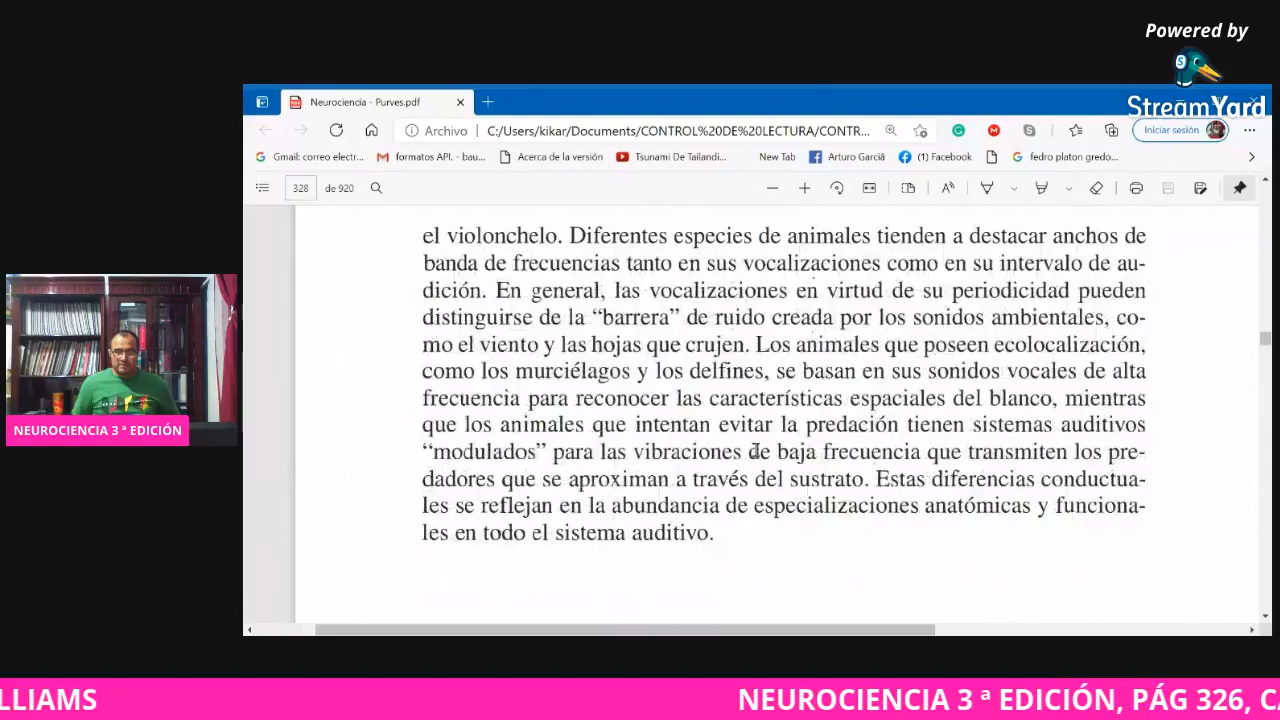 Powered by
StreamYard
Neurociencia - Purves.pdf
Archivo
C:/Users/kikar/Documents/CONTROL%20DE%20LECTURA/CONTR...
Iniciar sesión
Gmail: correo electr...
formatos APL - bau...
Acerca de la versión
Tsunami De Tailandi...
New Tab
Arturo Garciá
(1) Facebook
fedro platon gredo...
328
de 920
el violonchelo. Diferentes especies de animales tienden a destacar anchos de
banda de frecuencias tanto en sus vocalizaciones como en su intervalo de au-
dición. En general, las vocalizaciones en virtud de su periodicidad pueden
distinguirse de la “barrera” de ruido creada por los sonidos ambientales, co-
mo el viento y las hojas que crujen. Los animales que poseen ecolocalización,
como los murciélagos y los delfines, se basan en sus sonidos vocales de alta
frecuencia para reconocer las características espaciales del blanco, mientras
que los animales que intentan evitar la predación tienen sistemas auditivos
“modulados” para las vibraciones de baja frecuencia que transmiten los pre-
dadores que se aproximan a través del sustrato. Estas diferencias conductua-
les se reflejan en la abundancia de especializaciones anatómicas y funciona-
les en todo el sistema auditivo.
NEUROCIENCIA 3 ª EDICIÓN
LLIAMS
NEUROCIENCIA 3 ª EDICIÓN, PÁG 326, CA